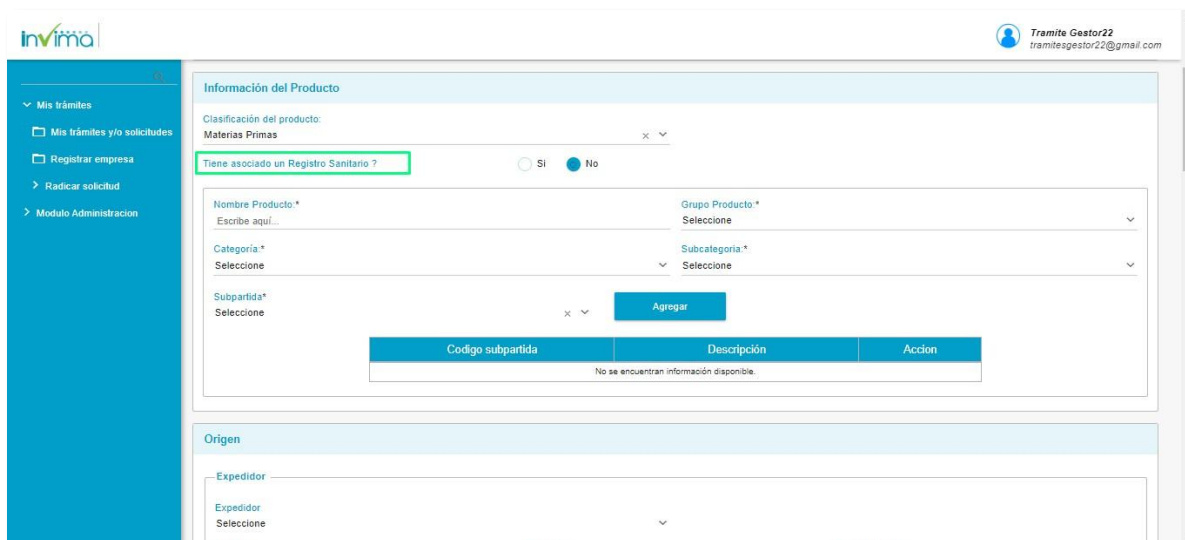 invima
Tramite Gestor22
tramitesgestor22@gmail.com
Mis trámites
Mis trámites y/o solicitudes
Registrar empresa
Radicar solicitud
Modulo Administracion
Información del Producto
Clasificación del producto:
Materias Primas
Tiene asociado un Registro Sanitario ? Si No
Nombre Producto:* Grupo Producto:*
Escribe aquí... Seleccione
Categoría:* Subcategoria:*
Seleccione Seleccione
Subpartida*
Seleccione Agregar
Codigo subpartida Descripción Accion
No se encuentran información disponible.
Origen
Expedidor
Expedidor
Seleccione